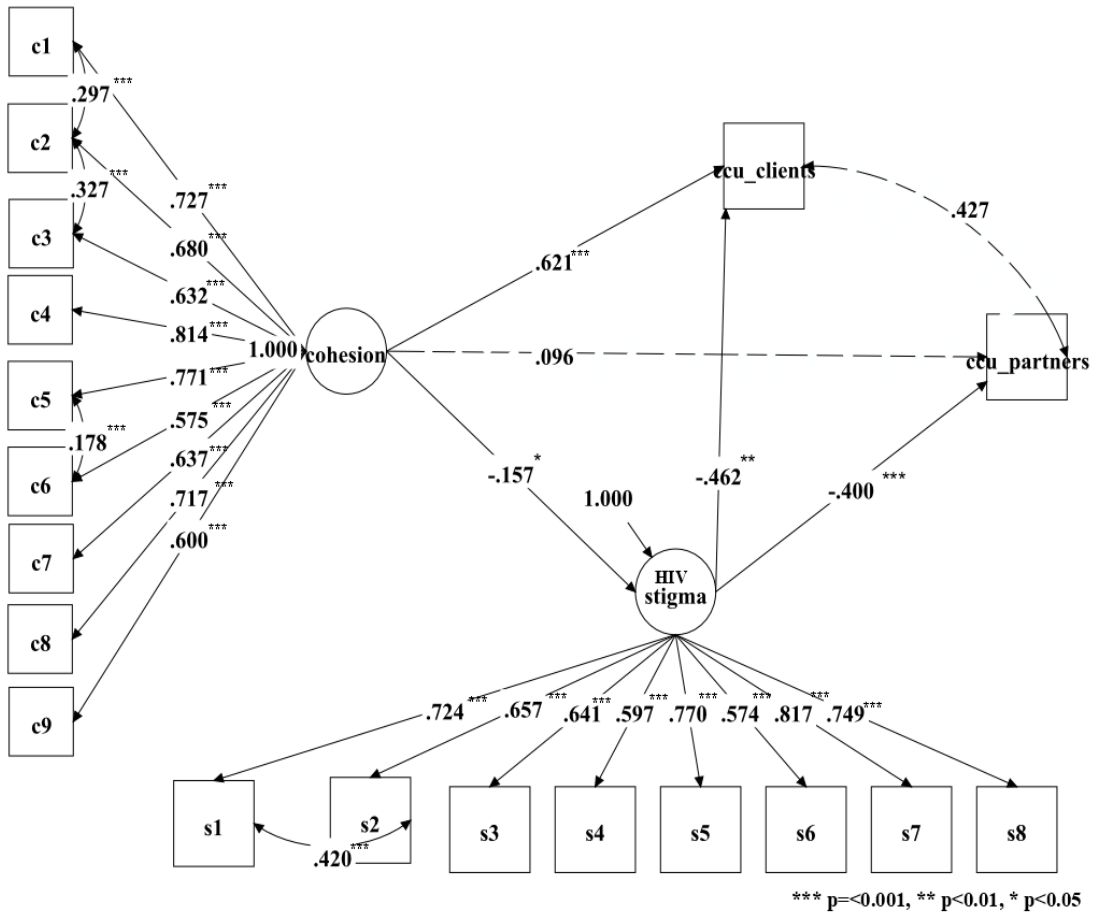 c1
.297***
c2
.327***
c3
c4
c5
.178***
c6
c7
c8
c9
.727***
.680***
.632***
.814***
.771***
.575***
.637***
.717***
.600***
1.000
cohesion
.621***
.096
-.157*
ccu_clients
.427
ccu_partners
-.462**
-.400***
1.000
HIV
stigma
.724*** .657*** .641*** .597*** .770*** .574*** .817*** .749***
s1 s2 s3 s4 s5 s6 s7 s8
.420***
*** p=<0.001, ** p<0.01, * p<0.05